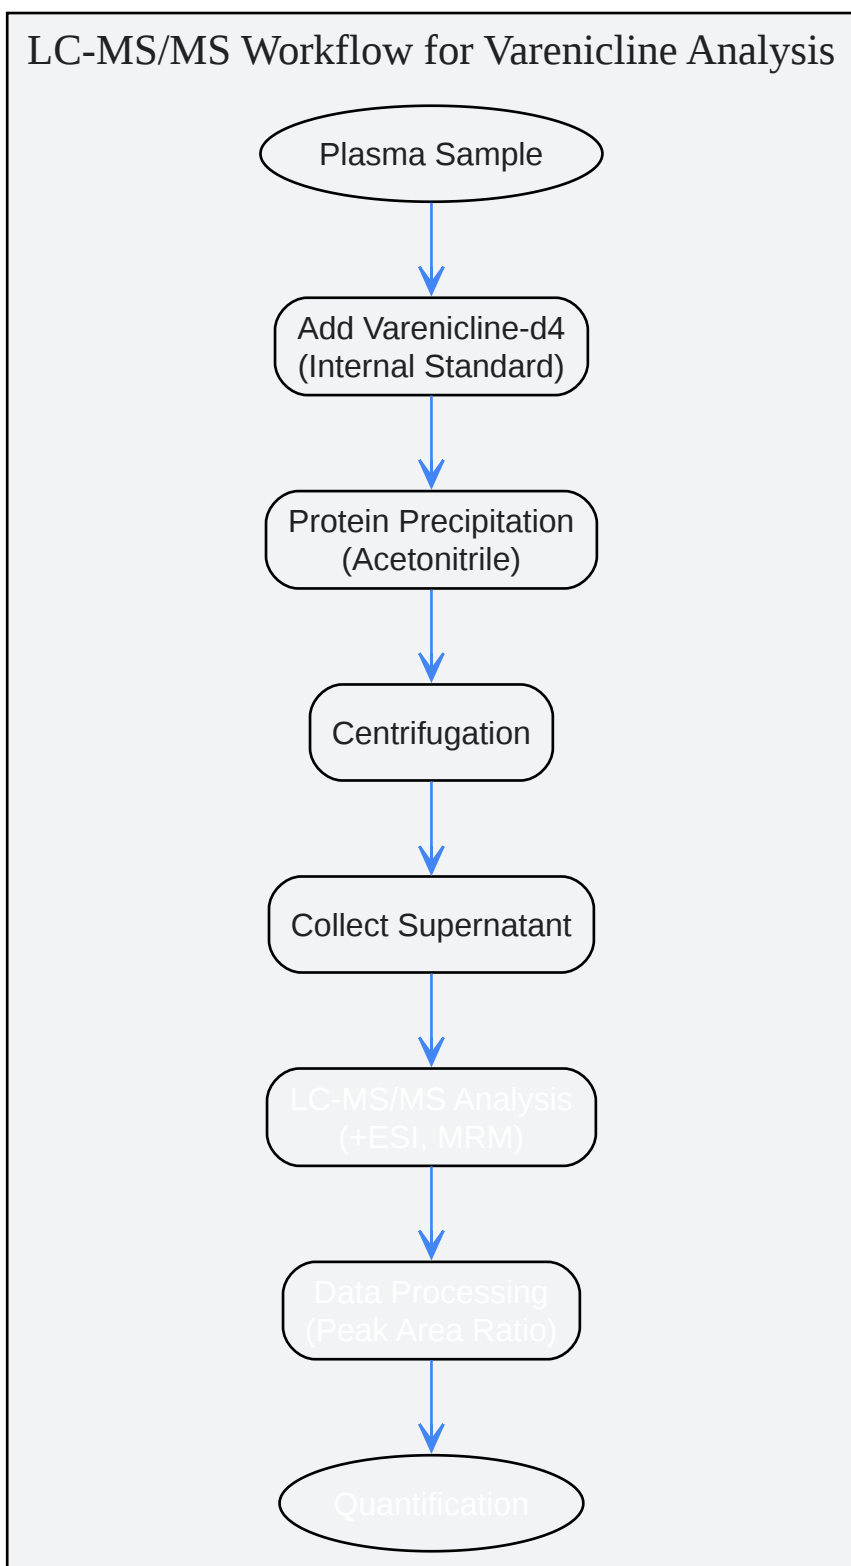 LC-MS/MS Workflow for Varenicline Analysis
Plasma Sample
Add Varenicline-d4
(Internal Standard)
Protein Precipitation
(Acetonitrile)
Centrifugation
Collect Supernatant
LC-MS/MS Analysis
(+ESI, MRM)
Data Processing
(Peak Area Ratio)
Quantification